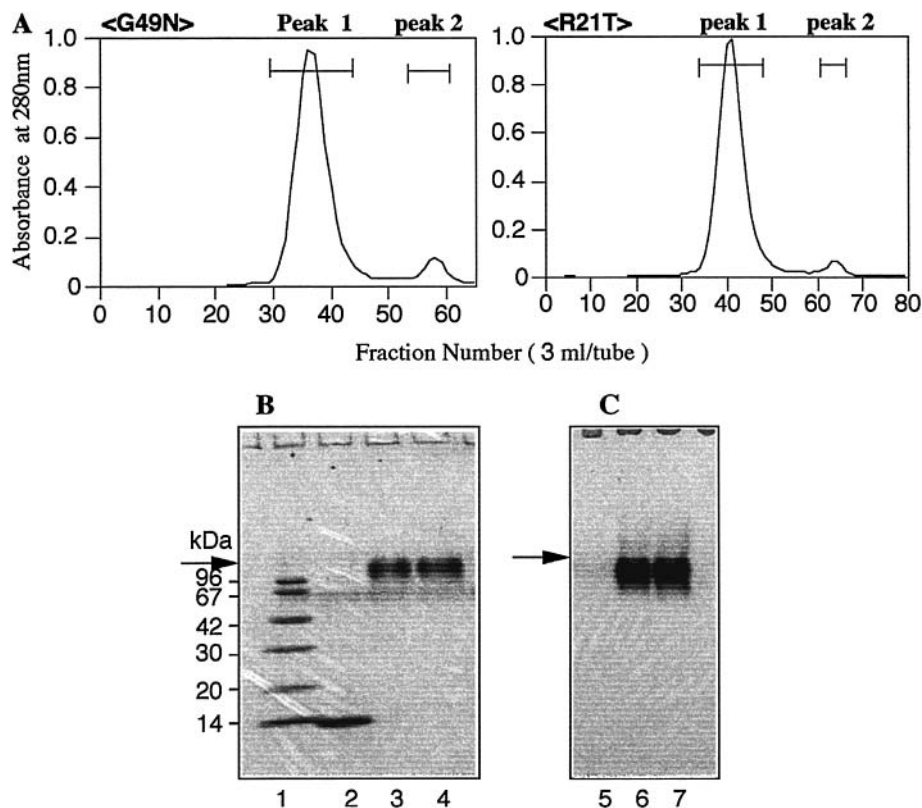 A
<G49N> Peak 1 peak 2
<R21T> peak 1 peak 2
Absorbance at 280nm
1.0
0.8
0.6
0.4
0.2
0
0 10 20 30 40 50 60
1.0
0.8
0.6
0.4
0.2
0
0 10 20 30 40 50 60 70 80
Fraction Number ( 3 ml/tube )
B
C
kDa
96
67
42
30
20
14
1 2 3 4
5 6 7